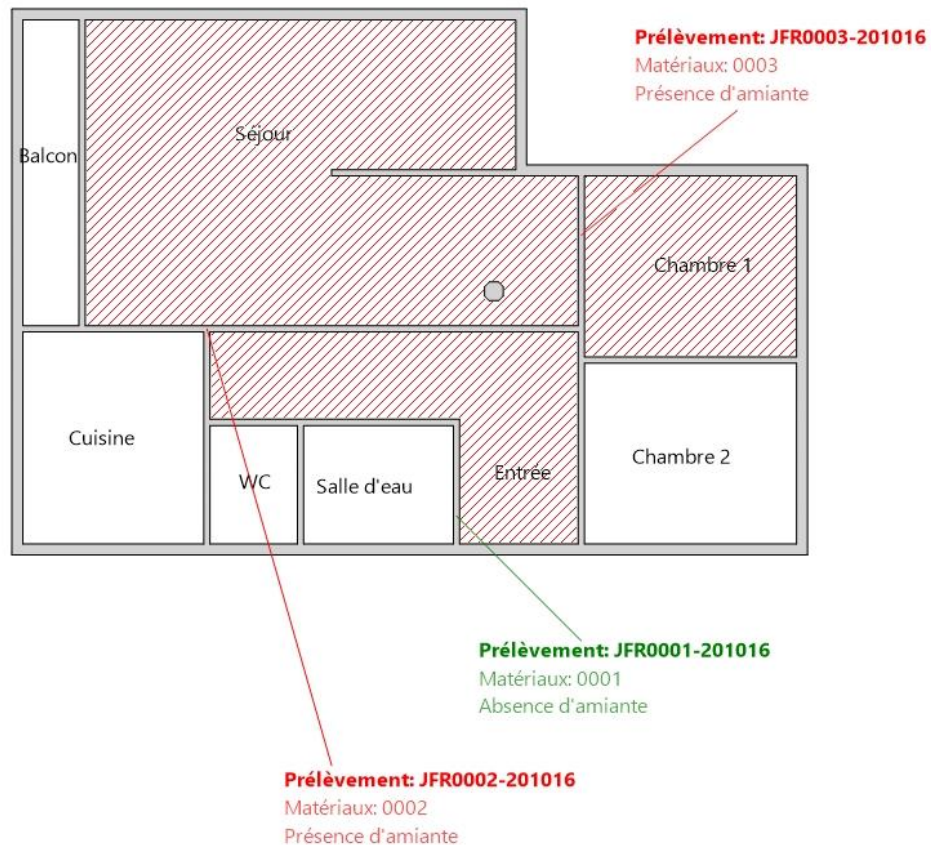 Prélèvement: JFR0003-201016
Matériaux: 0003
Présence d'amiante
Séjour
Balcon
Chambre 1
Cuisine
Chambre 2
WC
Salle d'eau
Entrée
Prélèvement: JFR0001-201016
Matériaux: 0001
Absence d'amiante
Prélèvement: JFR0002-201016
Matériaux: 0002
Présence d'amiante